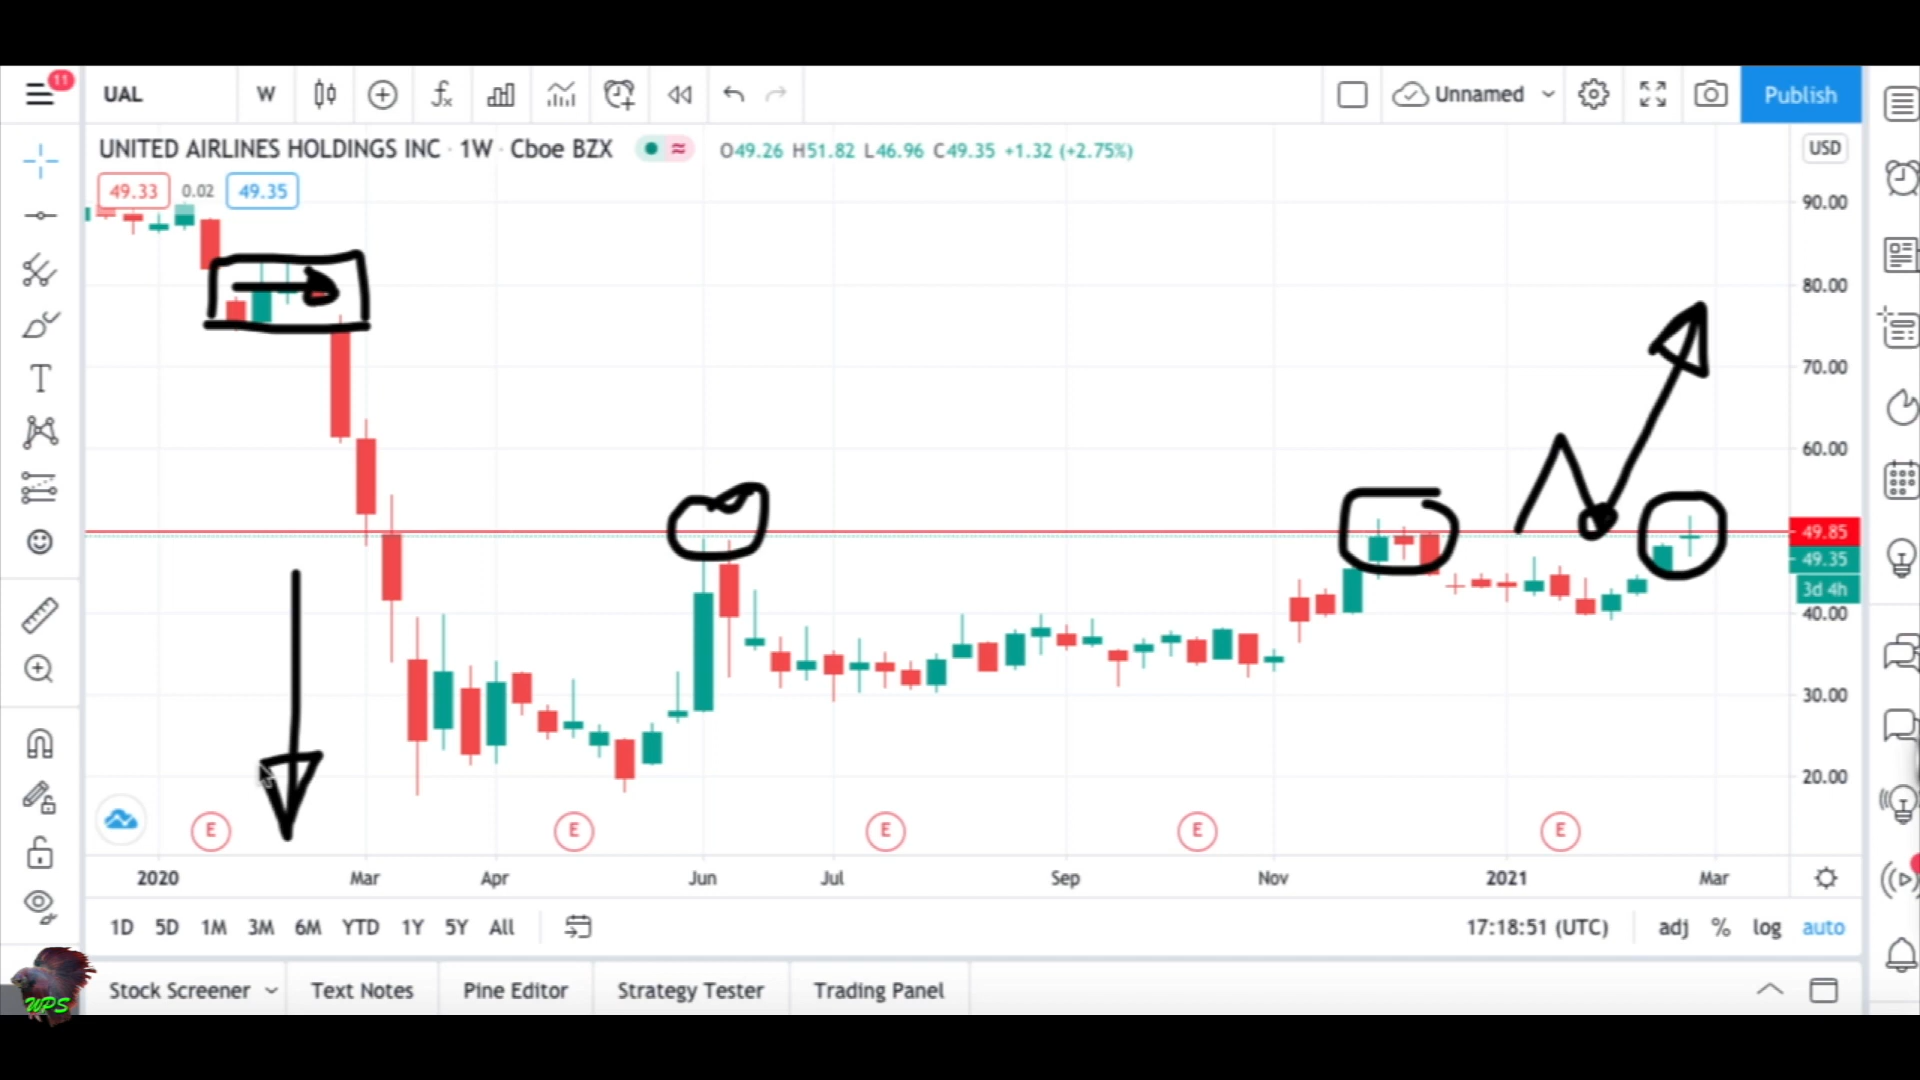 11
UAL
W
Unnamed
Publish
UNITED AIRLINES HOLDINGS INC · 1W · Cboe BZX
O49.26 H51.82 L46.96 C49.35 +1.32 (+2.75%)
USD
49.33 0.02 49.35
90.00
80.00
70.00
60.00
49.85
49.35
3d 4h
40.00
30.00
20.00
E E E E E
2020 Mar Apr Jun Jul Sep Nov 2021 Mar
1D 5D 1M 3M 6M YTD 1Y 5Y All
17:18:51 (UTC) adj % log auto
Stock Screener Text Notes Pine Editor Strategy Tester Trading Panel
WPS